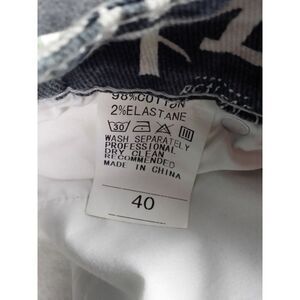 98%COTTON
2%ELASTANE
30
WASH SEPARATELY
PROFESSIONAL
DRY CLEAN
RECOMMENDED
MADE IN CHINA
40